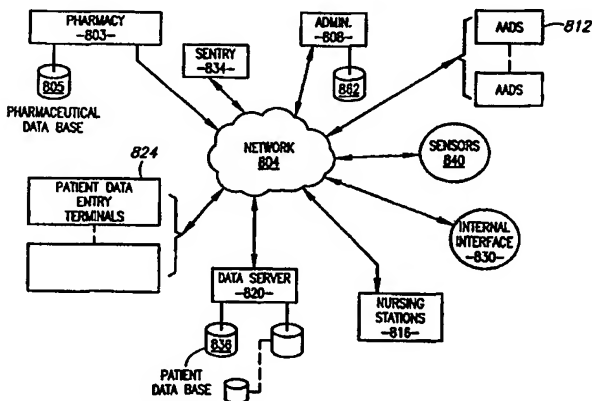 PHARMACY
-803-
805
PHARMACEUTICAL
DATA BASE
SENTRY
-834-
ADMIN.
-808-
882
AADS
812
AADS
NETWORK
804
SENSORS
840
824
PATIENT DATA
ENTRY
TERMINALS
INTERNAL
INTERFACE
-830-
DATA SERVER
-820-
NURSING
STATIONS
-816-
838
PATIENT
DATA BASE